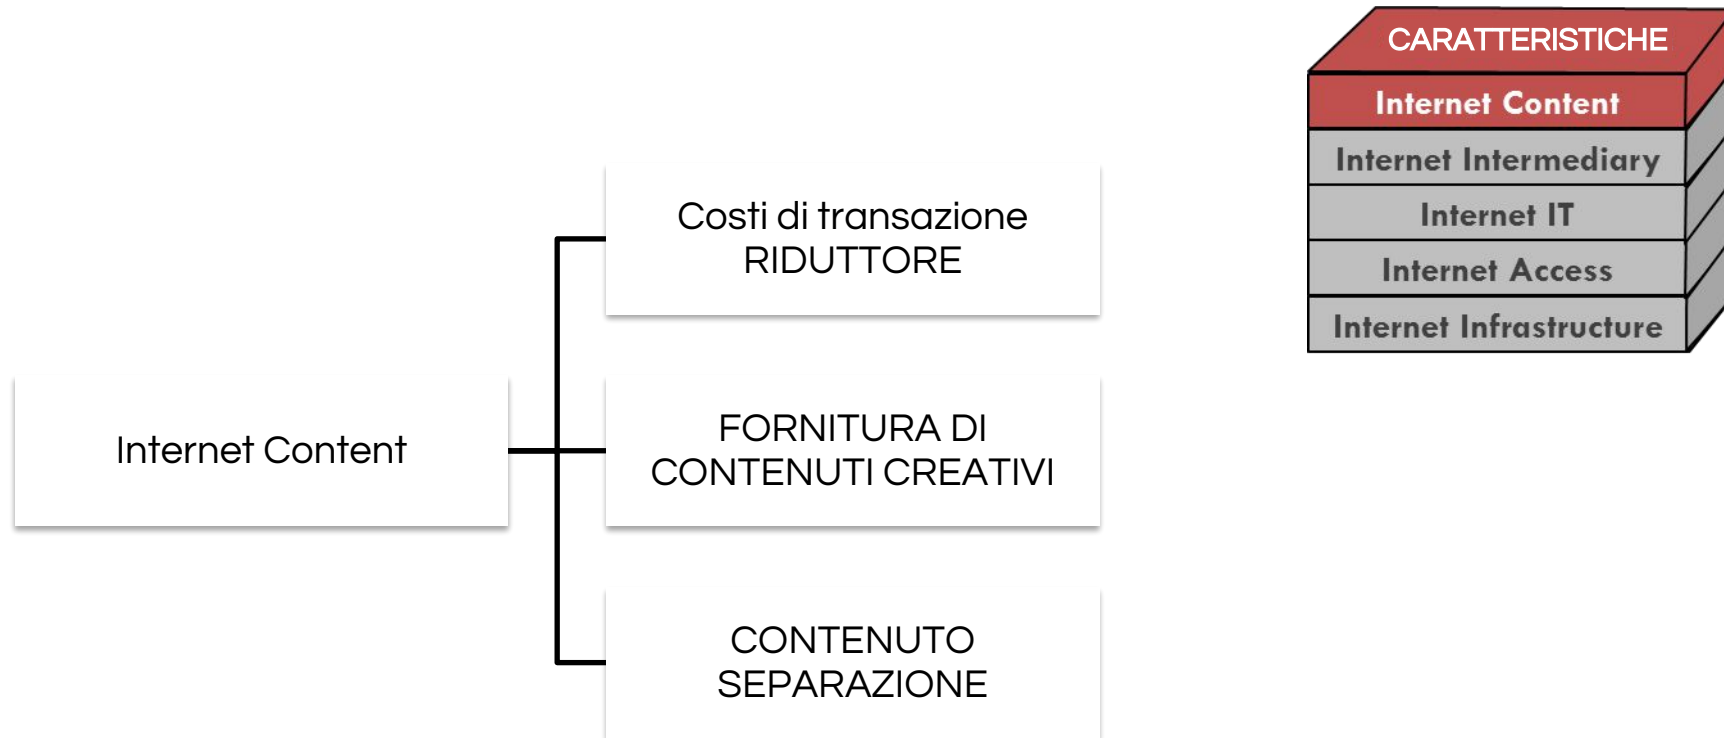 CARATTERISTICHE
Internet Content
Internet Intermediary
Internet IT
Internet Access
Internet Infrastructure
Internet Content
Costi di transazione
RIDUTTORE
FORNITURA DI
CONTENUTI CREATIVI
CONTENUTO
SEPARAZIONE